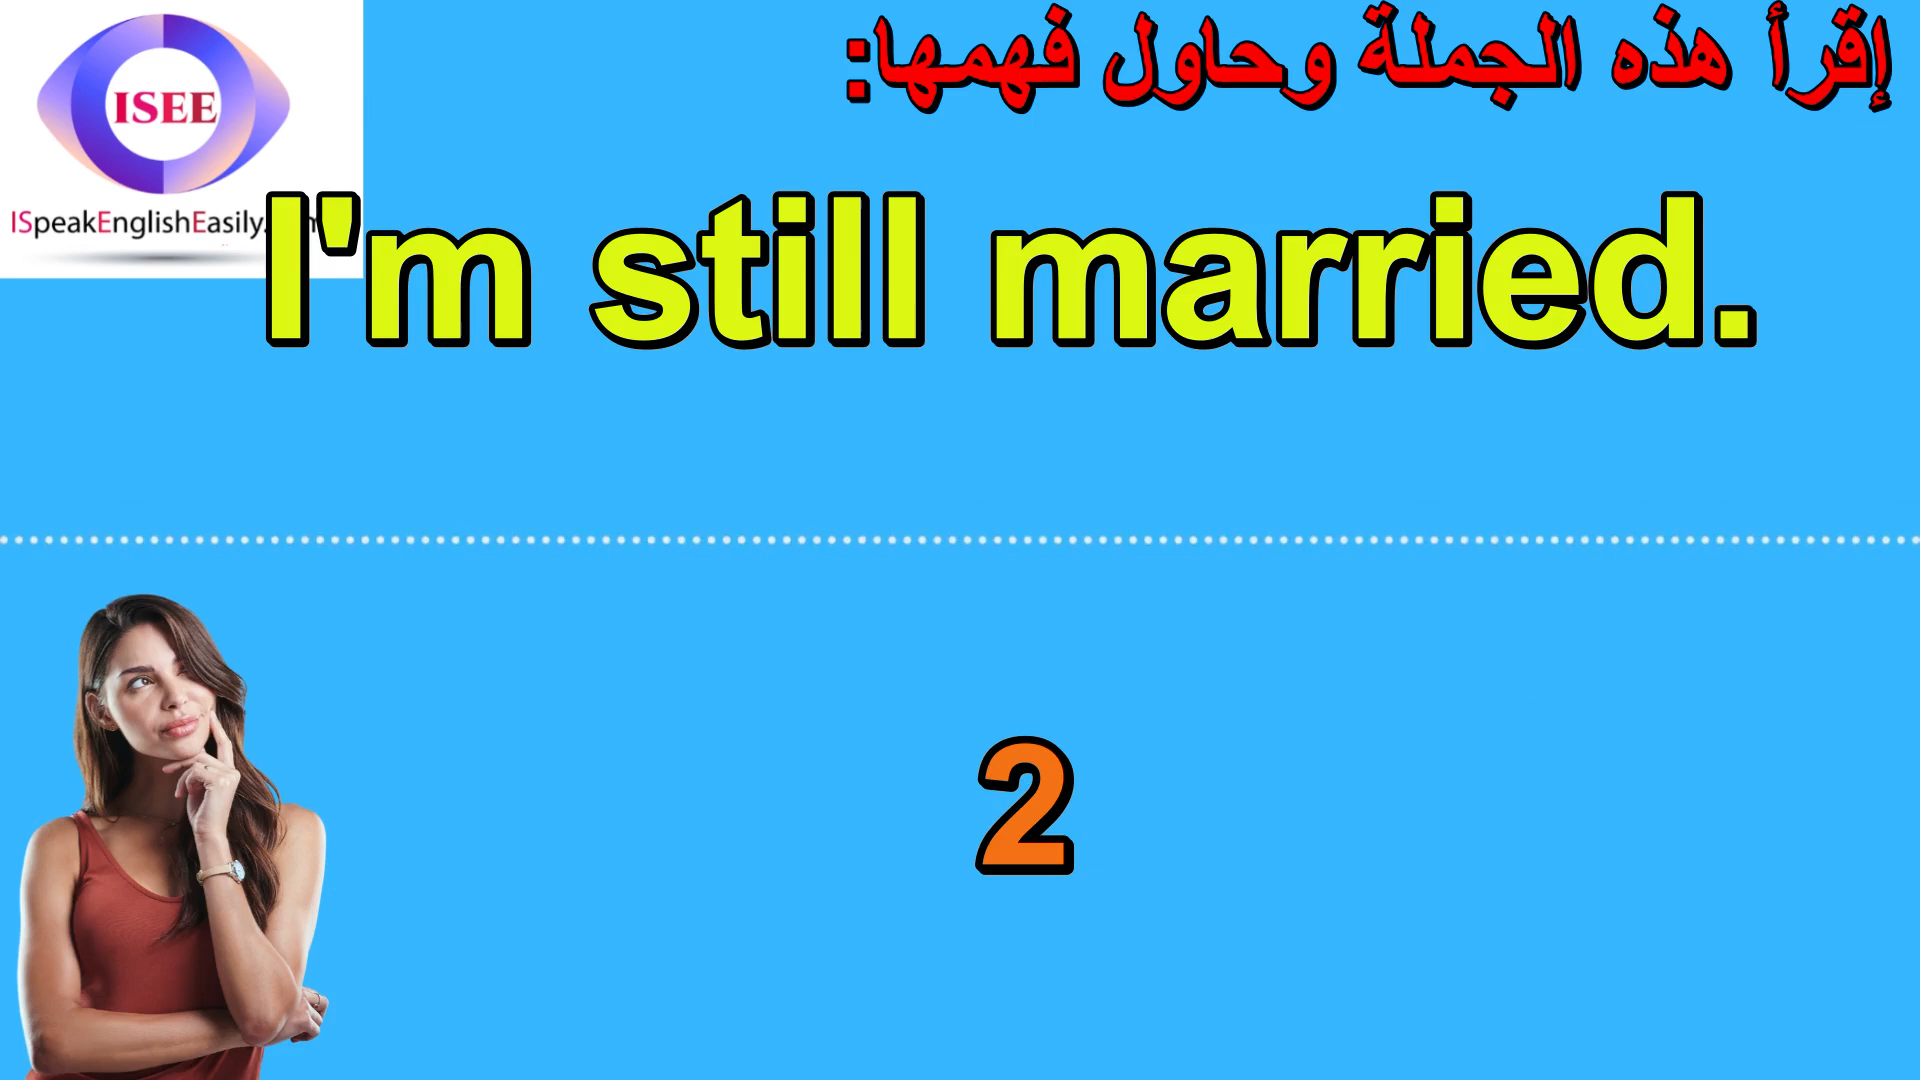 إقرأ هذه الجملة وحاول فهمها:
ISEE
ISpeakEnglishEasily.
I'm still married.
2